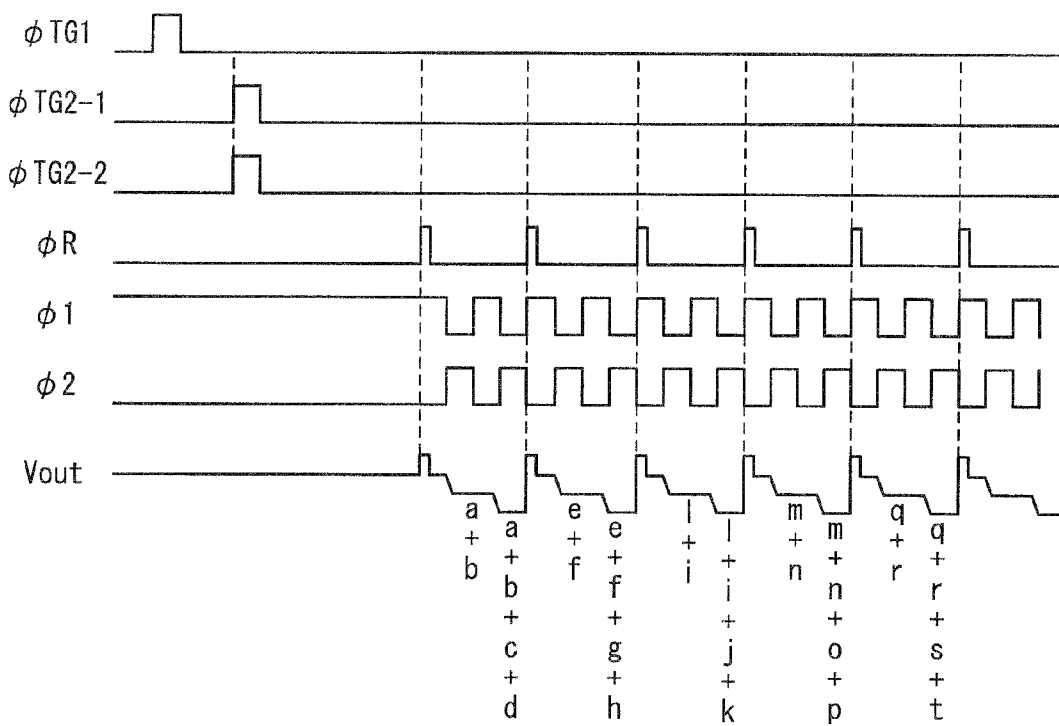 φTG1
φTG2-1
φTG2-2
φR
φ1
φ2
Vout
a+b
a+b+c+d
e+f
e+f+g+h
l+i
l+i+j+k
m+n
m+n+o+p
q+r
q+r+s+t